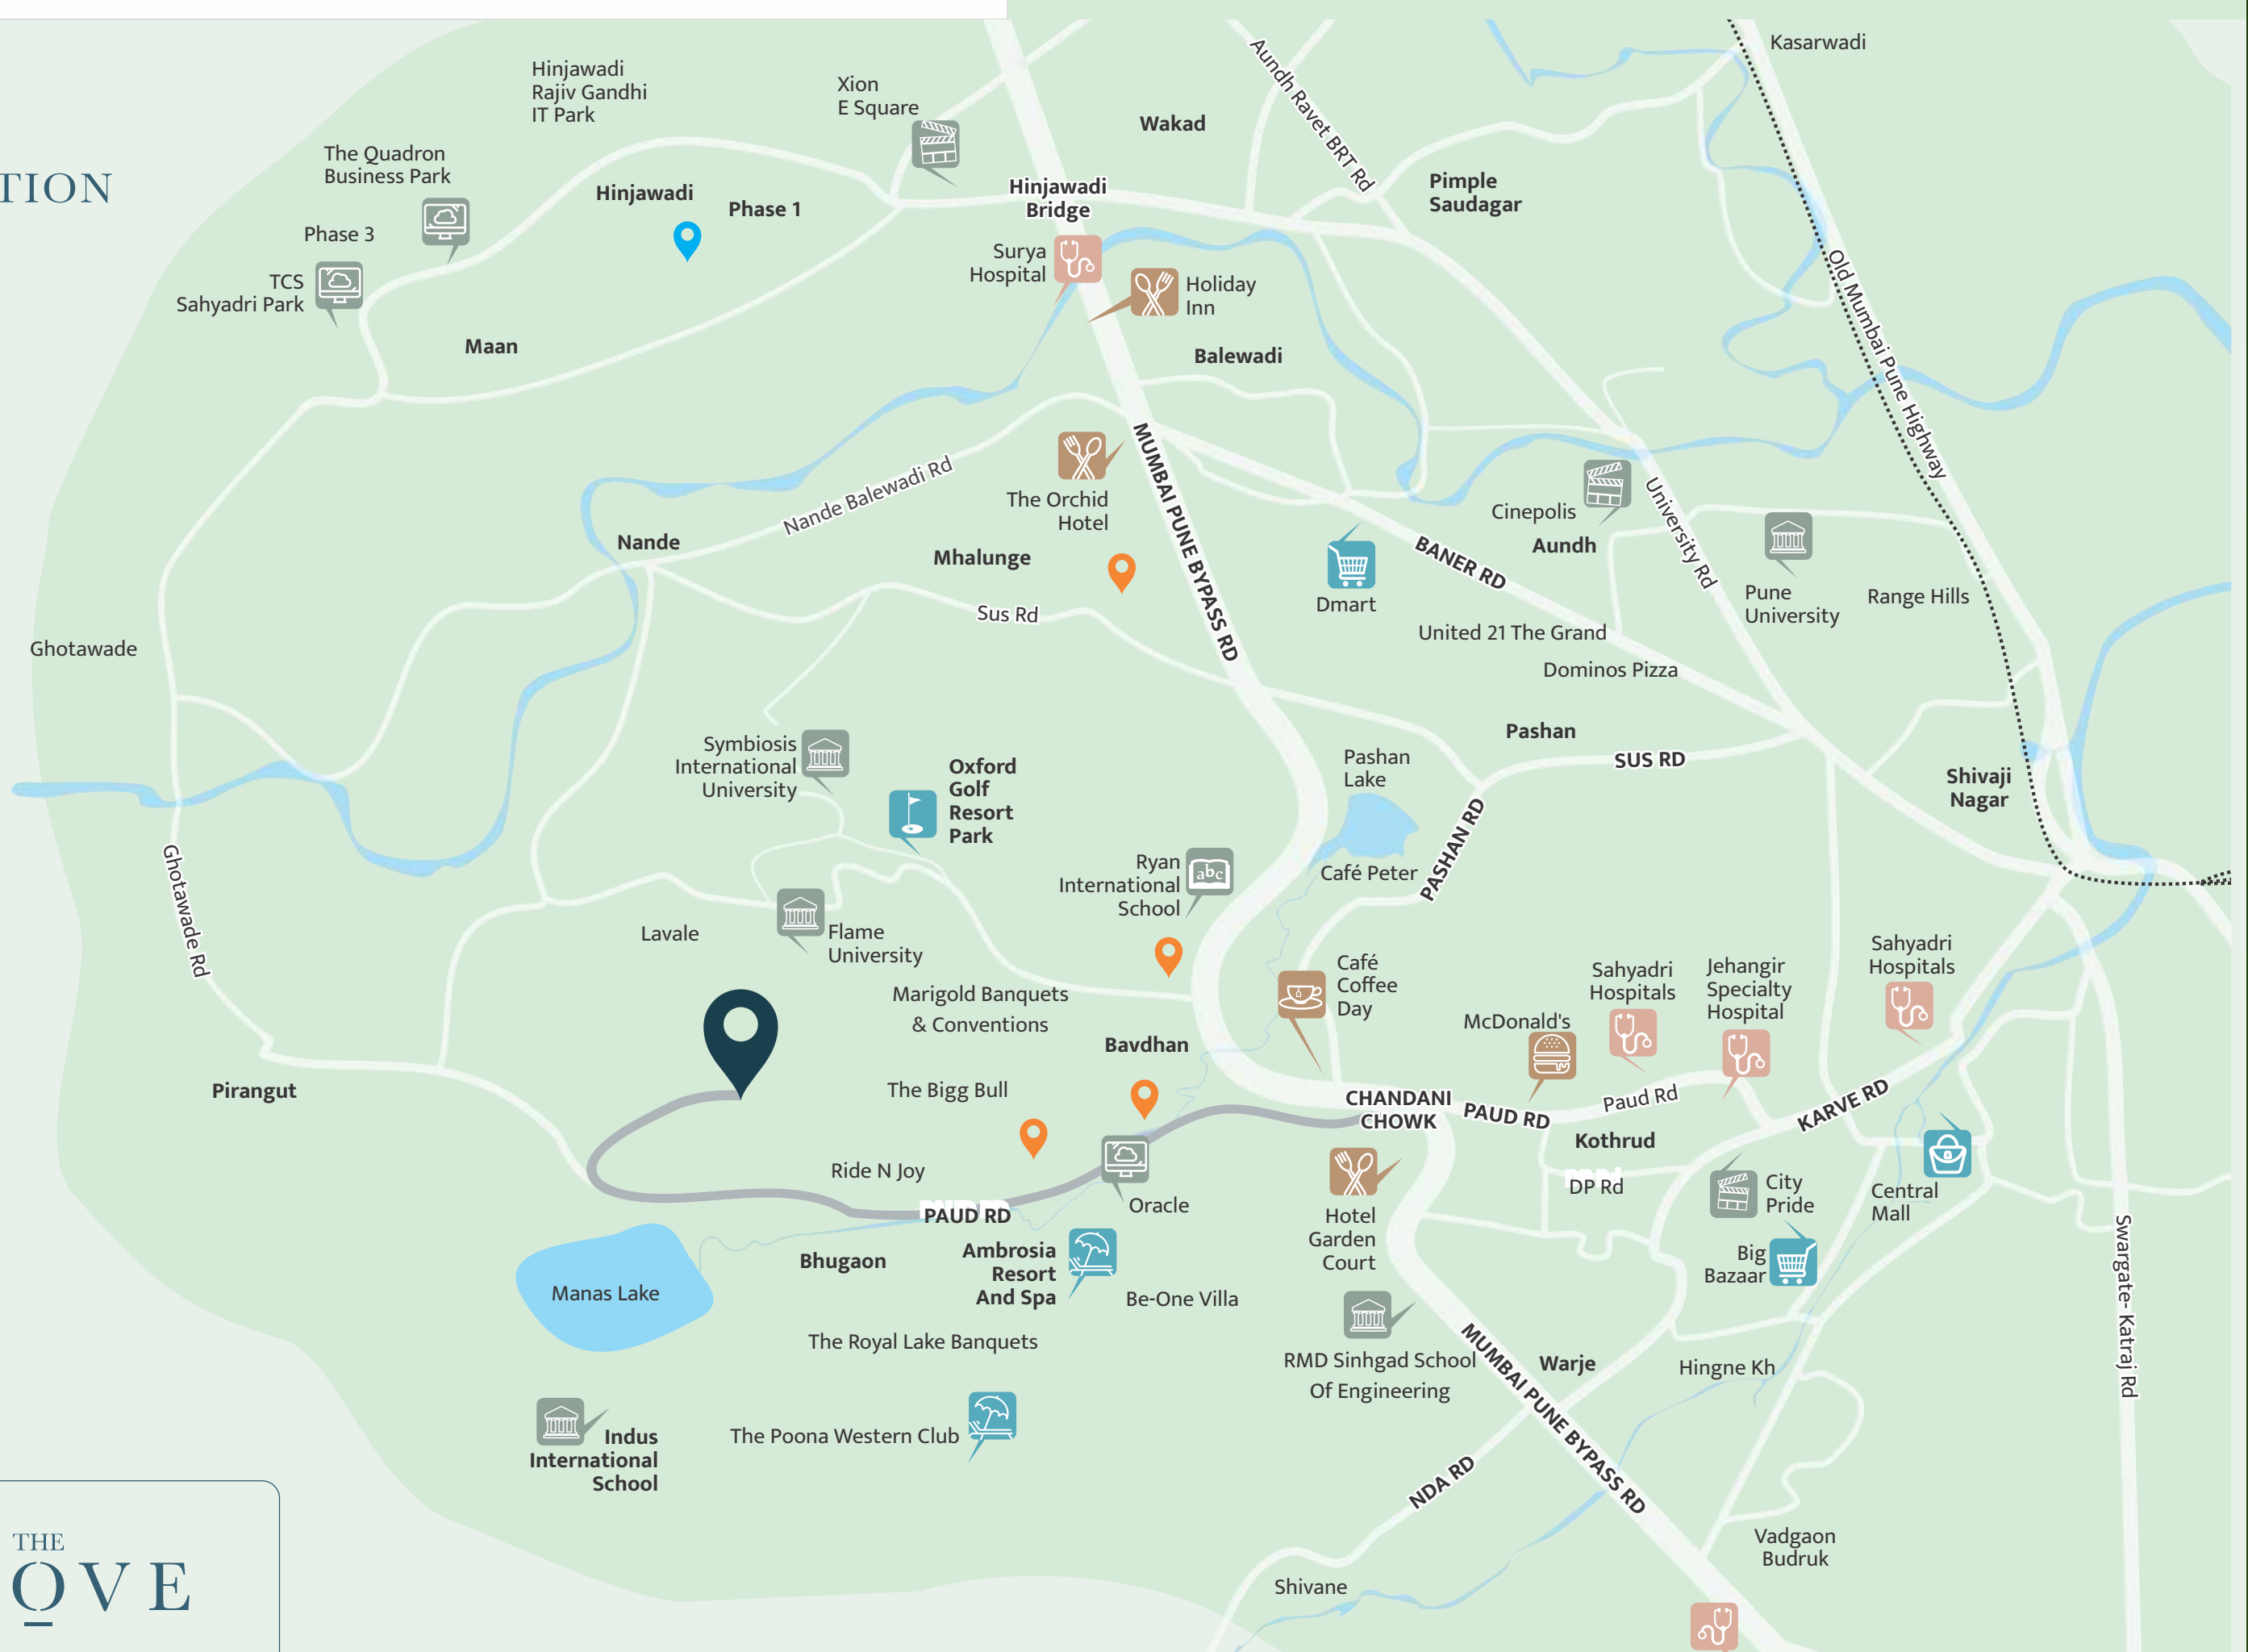 Kasarwadi
Hinjawadi
Rajiv Gandhi
IT Park
Xion
E Square
Aundh Ravet BRT Rd
Wakad
The Quadron
Business Park
TION
Hinjawadi
Phase 1
Hinjawadi
Bridge
Pimple
Saudagar
Phase 3
TCS
Sahyadri Park
Surya
Hospital
Holiday
Inn
Old Mumbai Pune Highway
Maan
Balewadi
Nande Balewadi Rd
The Orchid
Hotel
MUMBAI PUNE BYPASS RD
Cinepolis
Aundh
University Rd
Nande
Mhalunge
BANER RD
Dmart
Pune
University
Range Hills
Sus Rd
United 21 The Grand
Ghotawade
Dominos Pizza
Symbiosis
International
University
Oxford
Golf
Resort
Park
Pashan
Lake
Pashan
SUS RD
Shivaji
Nagar
PASHAN RD
Ghotawade Rd
Ryan
International
School
abc
Café Peter
Lavale
Flame
University
Café
Coffee
Day
Sahyadri
Hospitals
Jehangir
Specialty
Hospital
Sahyadri
Hospitals
Marigold Banquets
& Conventions
McDonald's
Bavdhan
Pirangut
The Bigg Bull
CHANDANI
CHOWK
PAUD RD
Paud Rd
KARVE RD
Kothrud
Ride N Joy
DP Rd
City
Pride
Central
Mall
Oracle
PAUD RD
Hotel
Garden
Court
Bhugaon
Ambrosia
Resort
And Spa
Big
Bazaar
Manas Lake
Be-One Villa
Swargate- Katraj Rd
The Royal Lake Banquets
RMD Sinhgad School
Of Engineering
MUMBAI PUNE BYPASS RD
Warje
Hingne Kh
Indus
International
School
The Poona Western Club
NDA RD
THE
OVE
Vadgaon
Budruk
Shivane